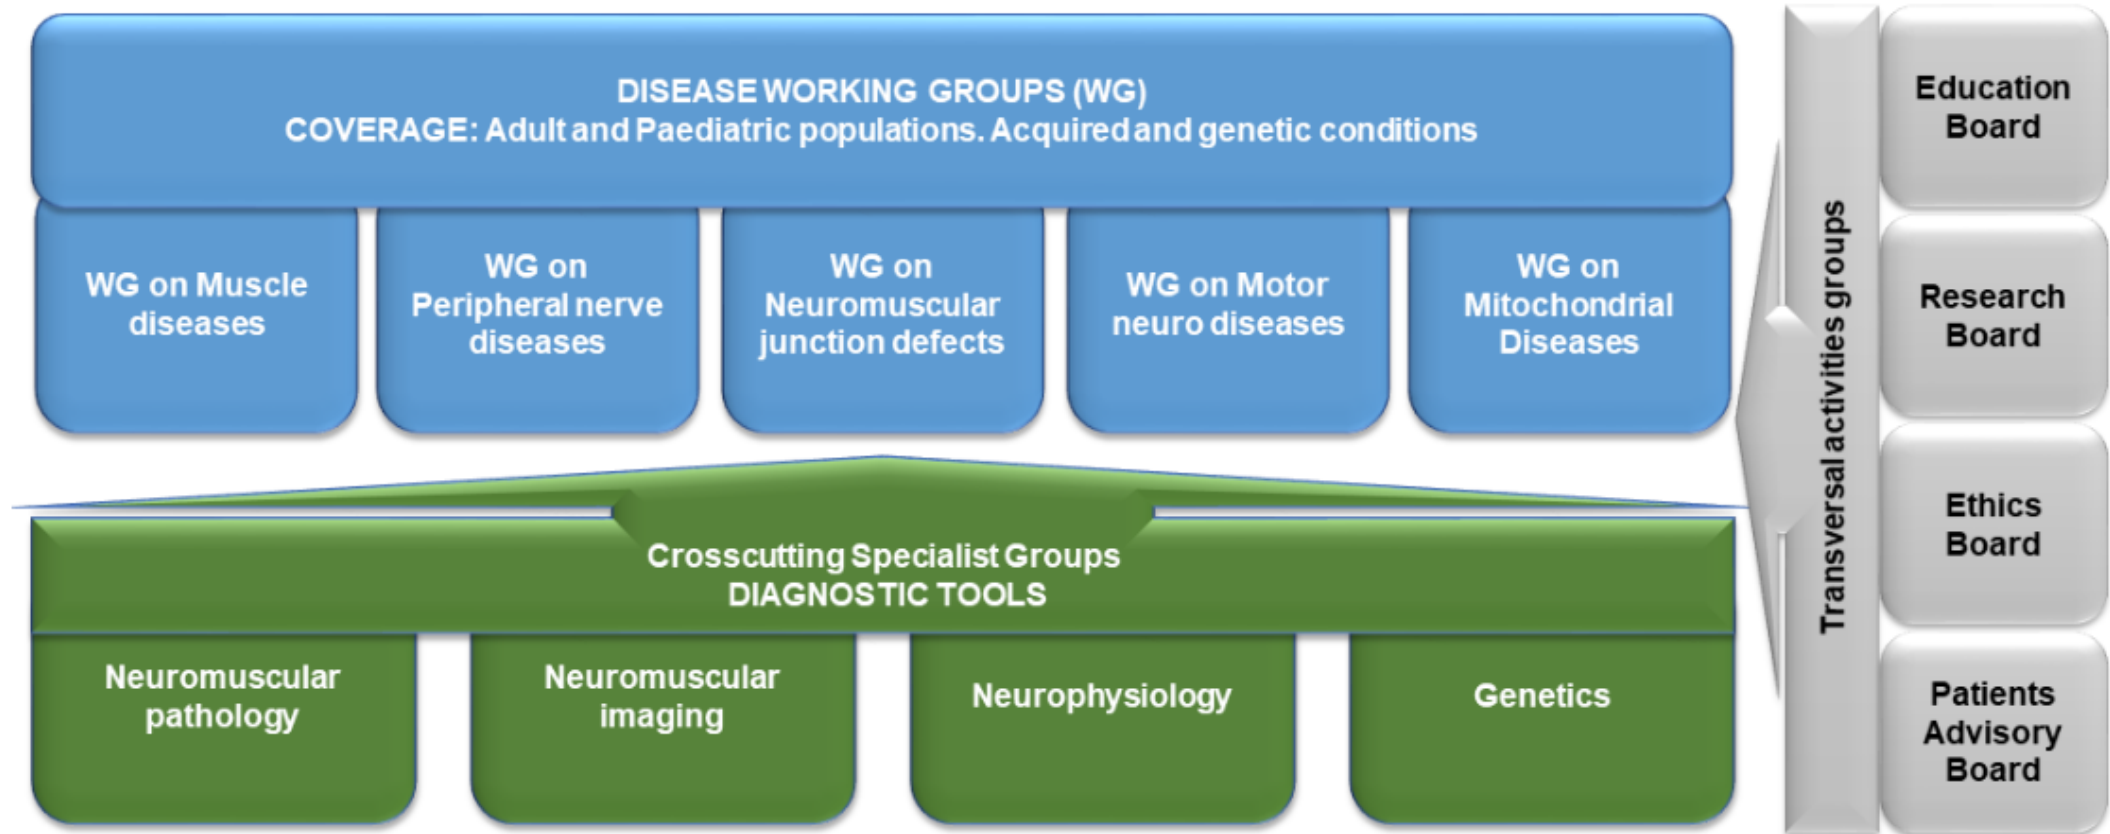 DISEASE WORKING GROUPS (WG)
COVERAGE: Adult and Paediatric populations. Acquired and genetic conditions
WG on Muscle
diseases
WG on
Peripheral nerve
diseases
WG on
Neuromuscular
junction defects
WG on Motor
neuro diseases
WG on
Mitochondrial
Diseases
Crosscutting Specialist Groups
DIAGNOSTIC TOOLS
Neuromuscular
pathology
Neuromuscular
imaging
Neurophysiology
Genetics
Transversal activities groups
Education
Board
Research
Board
Ethics
Board
Patients
Advisory
Board